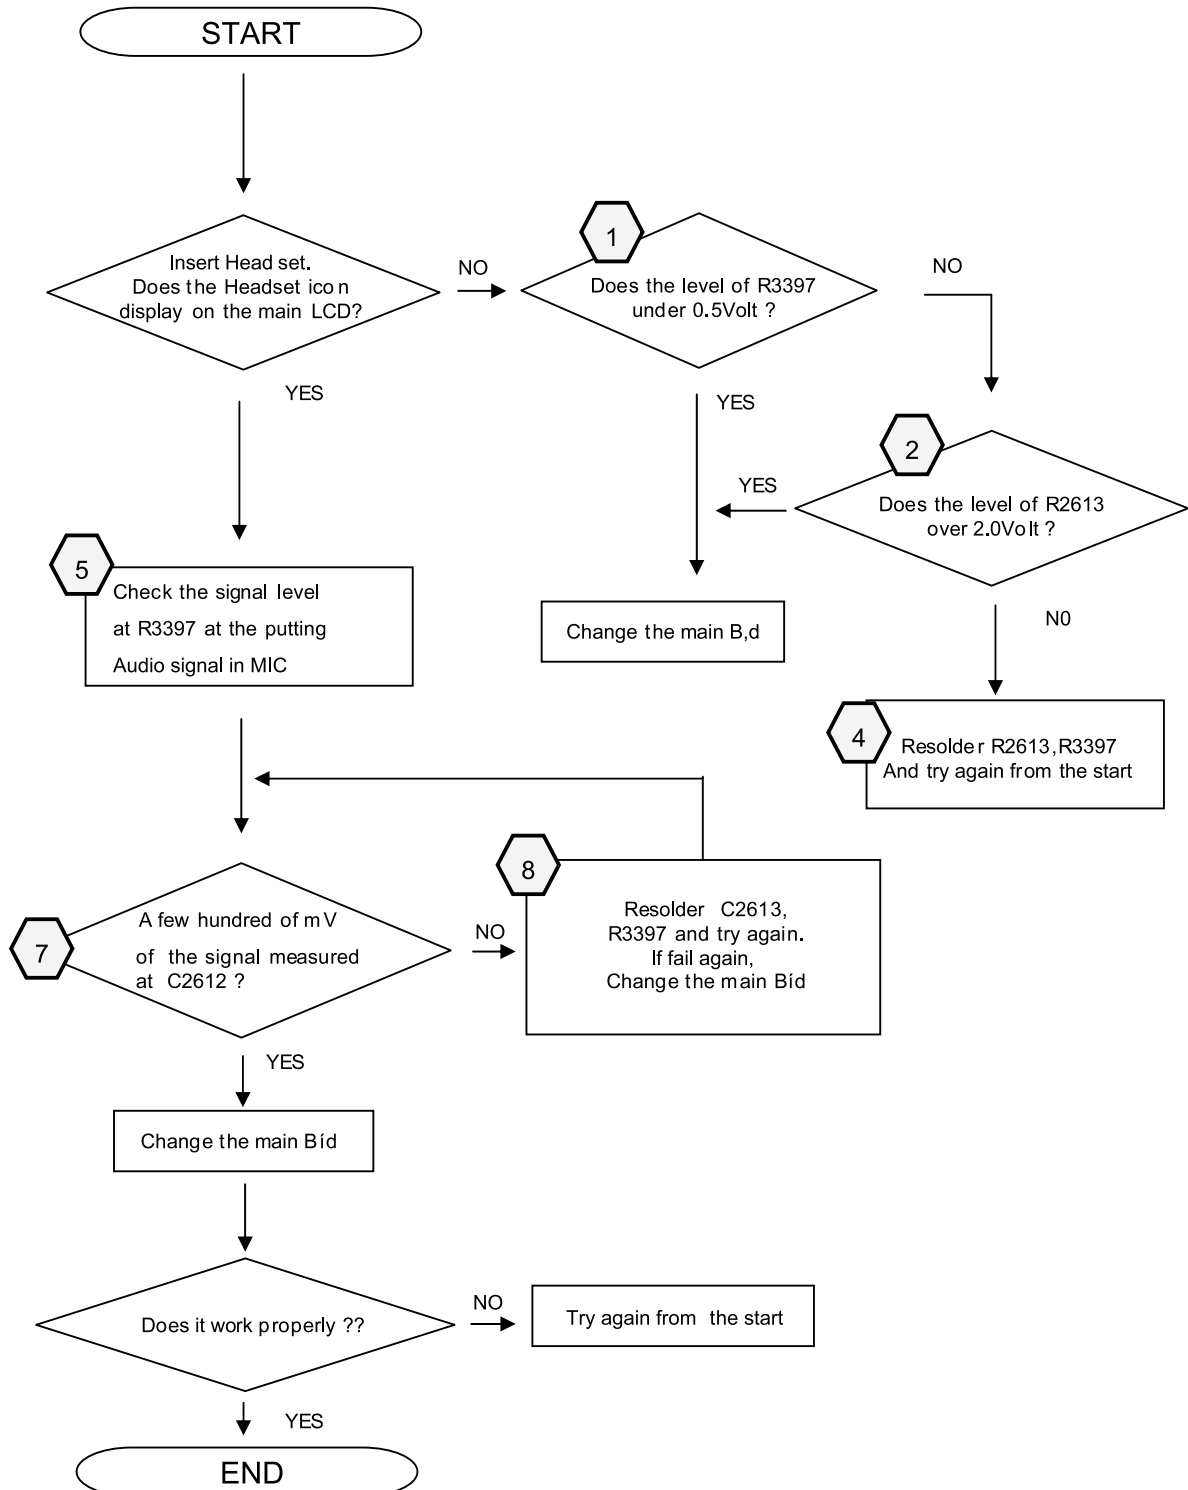 START
Insert Head set.
Does the Headset icon
display on the main LCD?
NO
1
Does the level of R3397
under 0.5Volt ?
NO
YES
YES
2
Does the level of R2613
over 2.0Volt ?
YES
N0
5
Check the signal level
at R3397 at the putting
Audio signal in MIC
Change the main B,d
4
Resolder R2613,R3397
And try again from the start
7
A few hundred of mV
of the signal measured
at C2612 ?
NO
8
Resolder C2613,
R3397 and try again.
If fail again,
Change the main Bíd
YES
Change the main Bíd
Does it work properly ??
NO
Try again from the start
YES
END